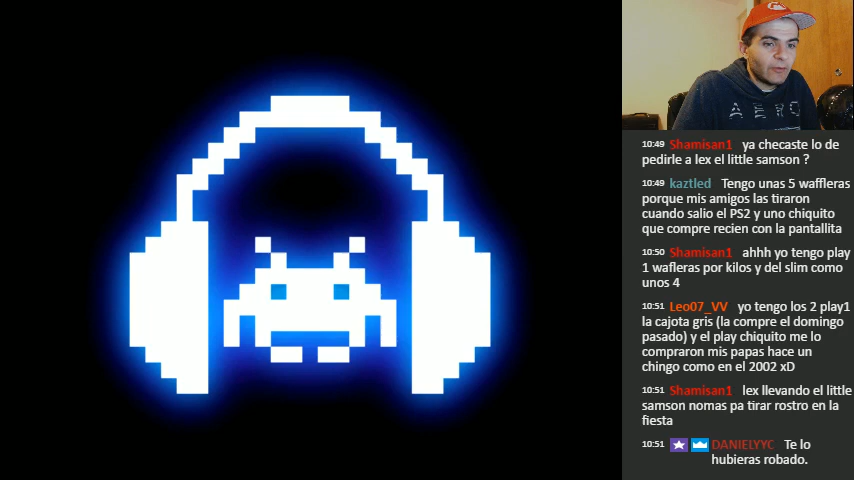 AERO
10:49 Shamisan1 ya checaste lo de
pedirle a lex el little samson ?
10:49 kaztled Tengo unas 5 waffleras
porque mis amigos las tiraron
cuando salio el PS2 y uno chiquito
que compre recien con la pantallita
10:50 Shamisan1 ahhh yo tengo play
1 wafleras por kilos y del slim como
unos 4
10:51 Leo07_VV yo tengo los 2 play1
la cajota gris (la compre el domingo
pasado) y el play chiquito me lo
compraron mis papas hace un
chingo como en el 2002 xD
10:51 Shamisan1 lex llevando el little
samson nomas pa tirar rostro en la
fiesta
10:51 DANIELYYC Te lo
hubieras robado.